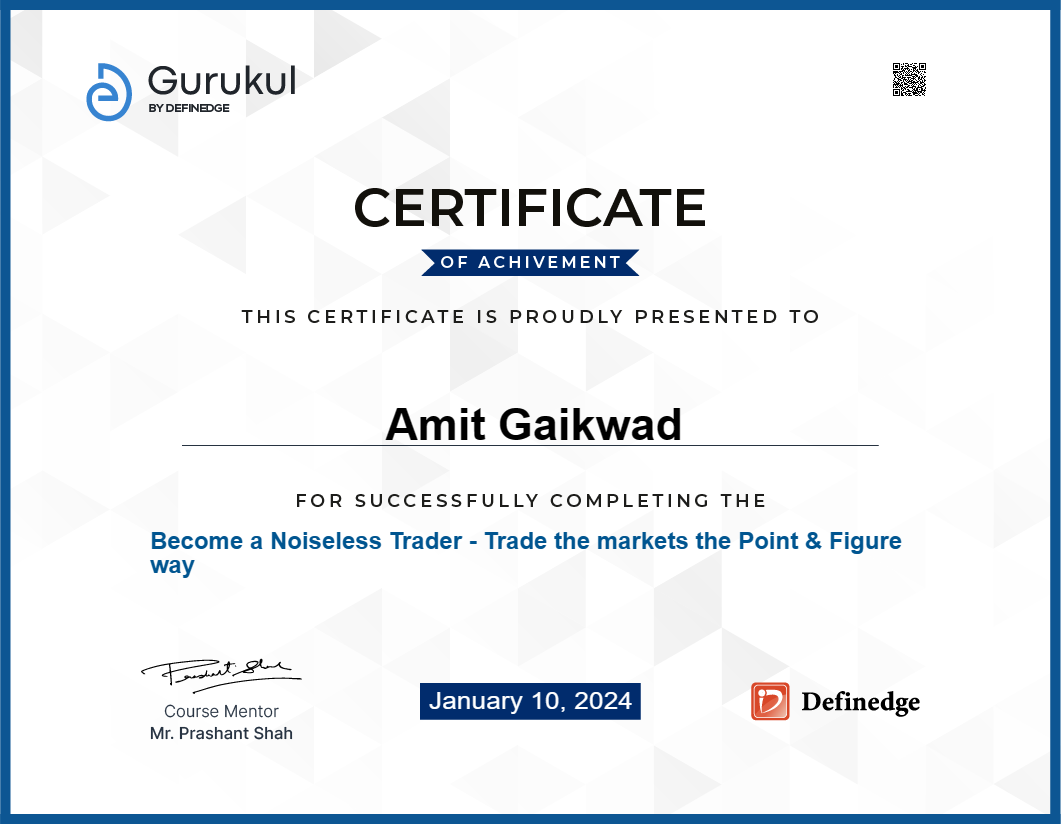 Gurukul
BY DEFINEDGE
CERTIFICATE
OF ACHIVEMENT
THIS CERTIFICATE IS PROUDLY PRESENTED TO
Amit Gaikwad
FOR SUCCESSFULLY COMPLETING THE
Become a Noiseless Trader - Trade the markets the Point & Figure
way
Prashant Shah
Course Mentor
Mr. Prashant Shah
January 10, 2024
Definedge